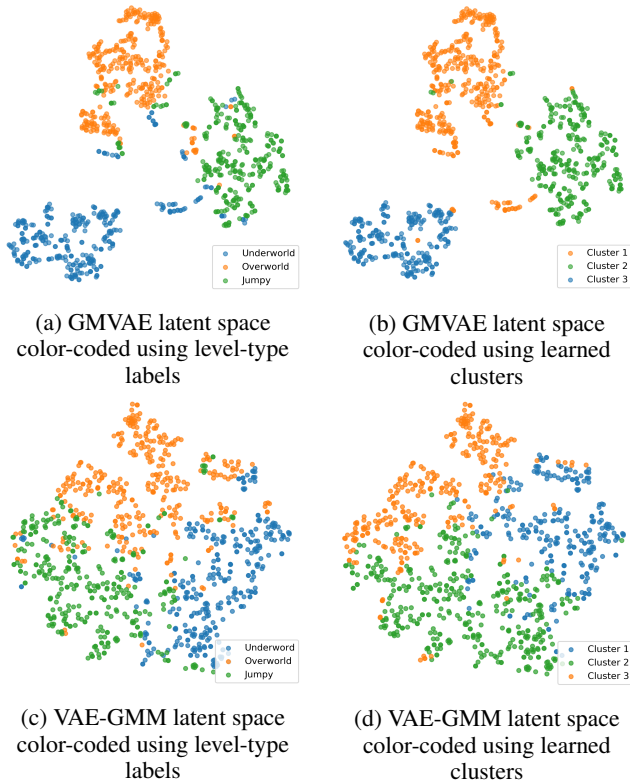 Underworld
Overworld
Jumpy
Cluster 1
Cluster 2
Cluster 3
(a) GMVAE latent space
color-coded using level-type
labels
(b) GMVAE latent space
color-coded using learned
clusters
Underword
Overworld
Jumpy
Cluster 1
Cluster 2
Cluster 3
(c) VAE-GMM latent space
color-coded using level-type
labels
(d) VAE-GMM latent space
color-coded using learned
clusters